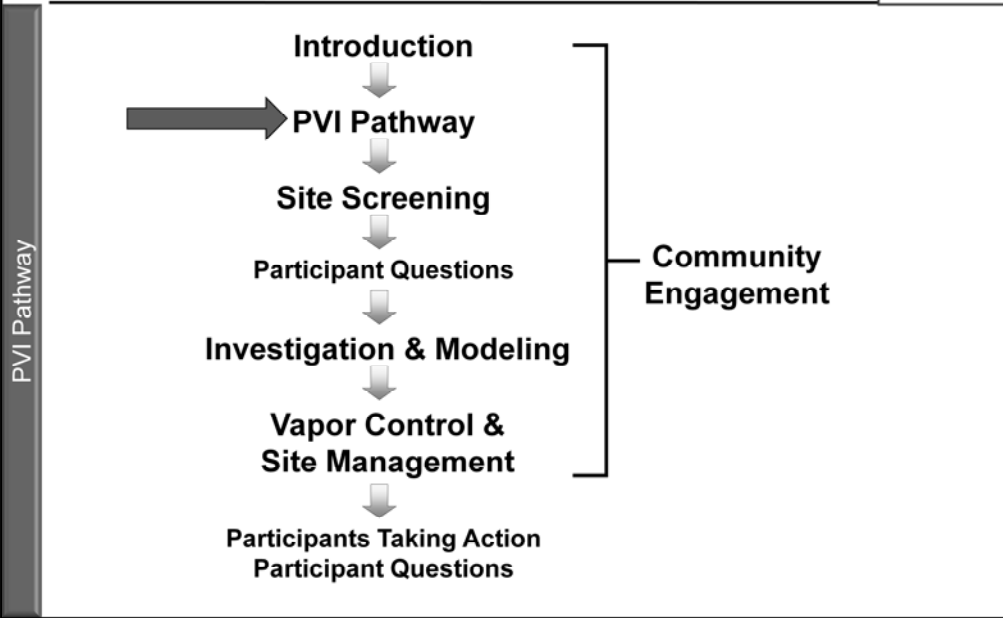 PVI Pathway
Introduction
PVI Pathway
Site Screening
Participant Questions
Investigation & Modeling
Vapor Control &
Site Management
Participants Taking Action
Participant Questions
Community
Engagement